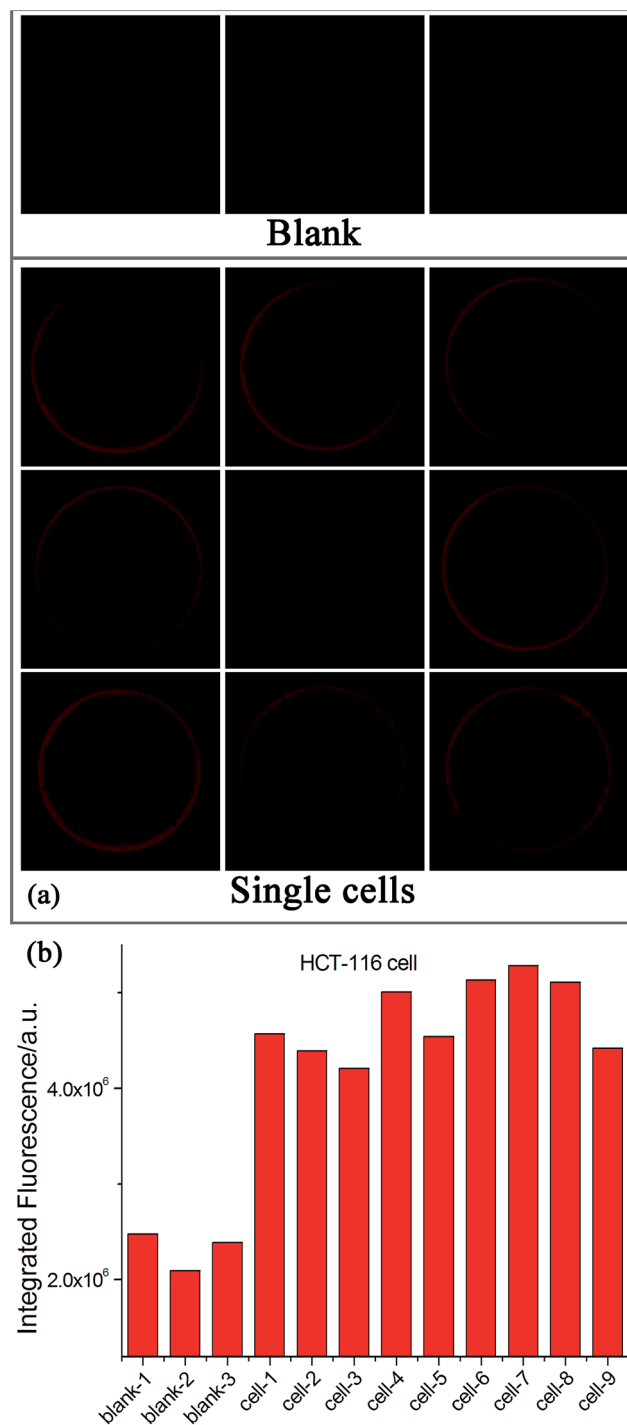 Blank
(a)
Single cells
(b)
HCT-116 cell
Integrated Fluorescence/a.u.
4.0x10⁶
2.0x10⁶
blank-1
blank-2
blank-3
cell-1
cell-2
cell-3
cell-4
cell-5
cell-6
cell-7
cell-8
cell-9